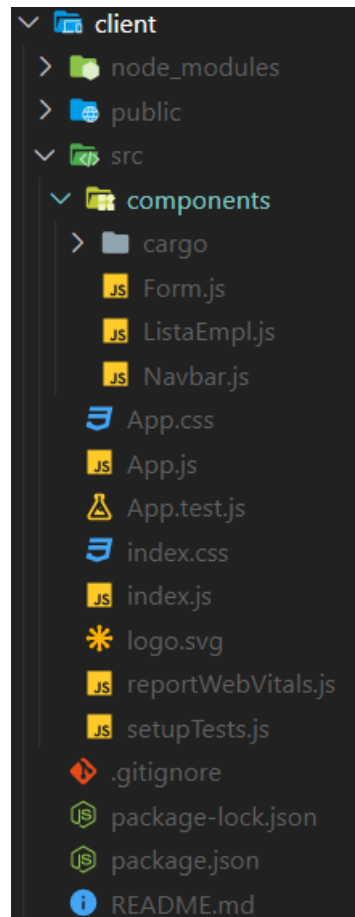 client
node_modules
public
src
components
cargo
Form.js
ListaEmpl.js
Navbar.js
App.css
App.js
App.test.js
index.css
index.js
logo.svg
reportWebVitals.js
setupTests.js
.gitignore
package-lock.json
package.json
README.md